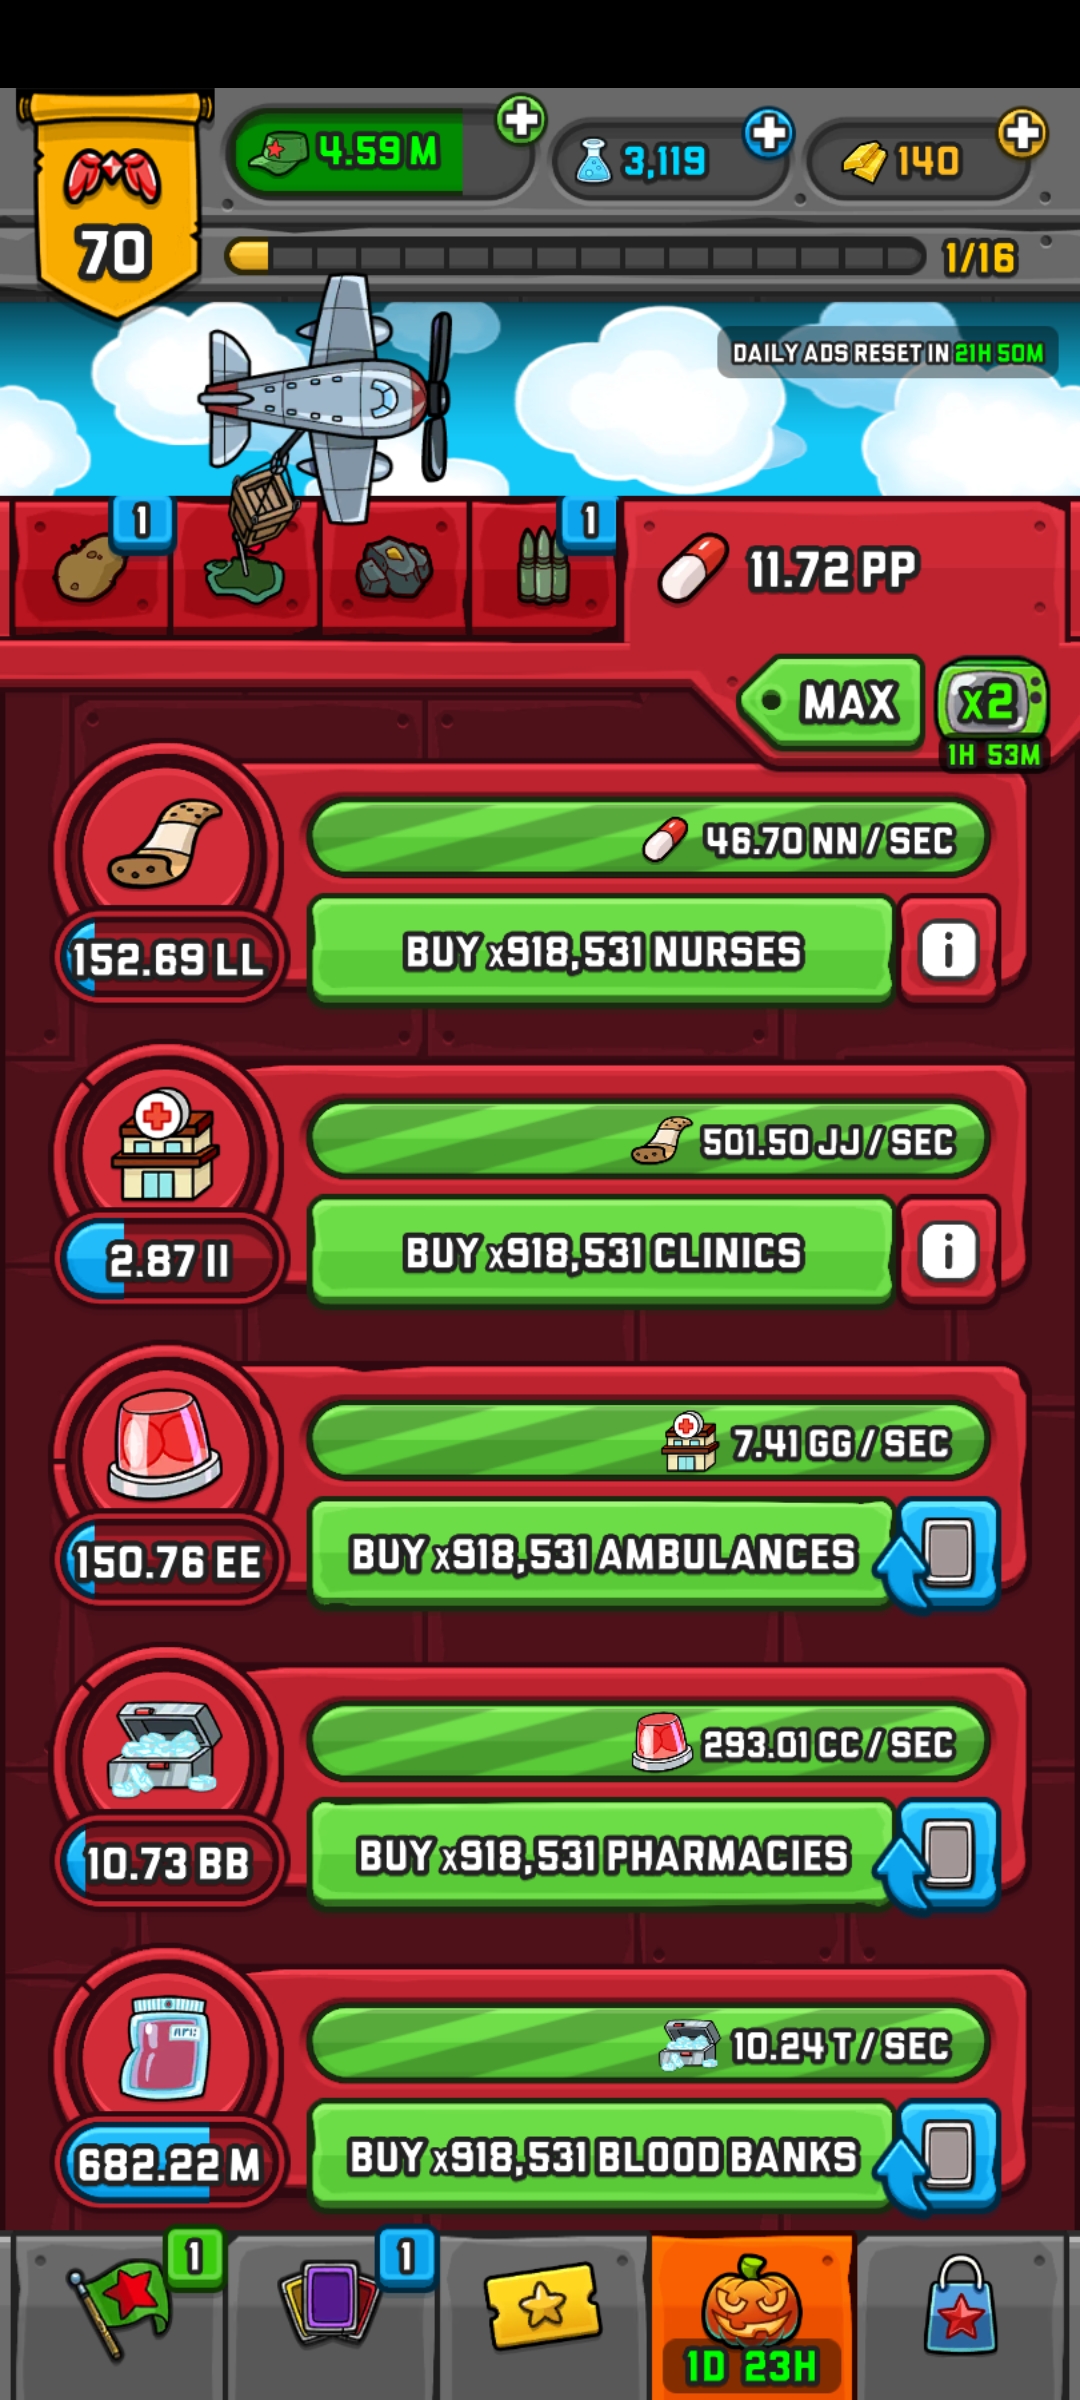 70
4.59 M
3,119
140
1/16
DAILY ADS RESET IN 21H 50M
1
1
11.72 PP
MAX
x2
1H 53M
46.70 NN / SEC
152.69 LL
BUY x918,531 NURSES
i
501.50 JJ / SEC
2.87 II
BUY x918,531 CLINICS
i
7.41 GG / SEC
150.76 EE
BUY x918,531 AMBULANCES
293.01 CC / SEC
10.73 BB
BUY x918,531 PHARMACIES
10.24 T / SEC
682.22 M
BUY x918,531 BLOOD BANKS
1
1
1D 23H